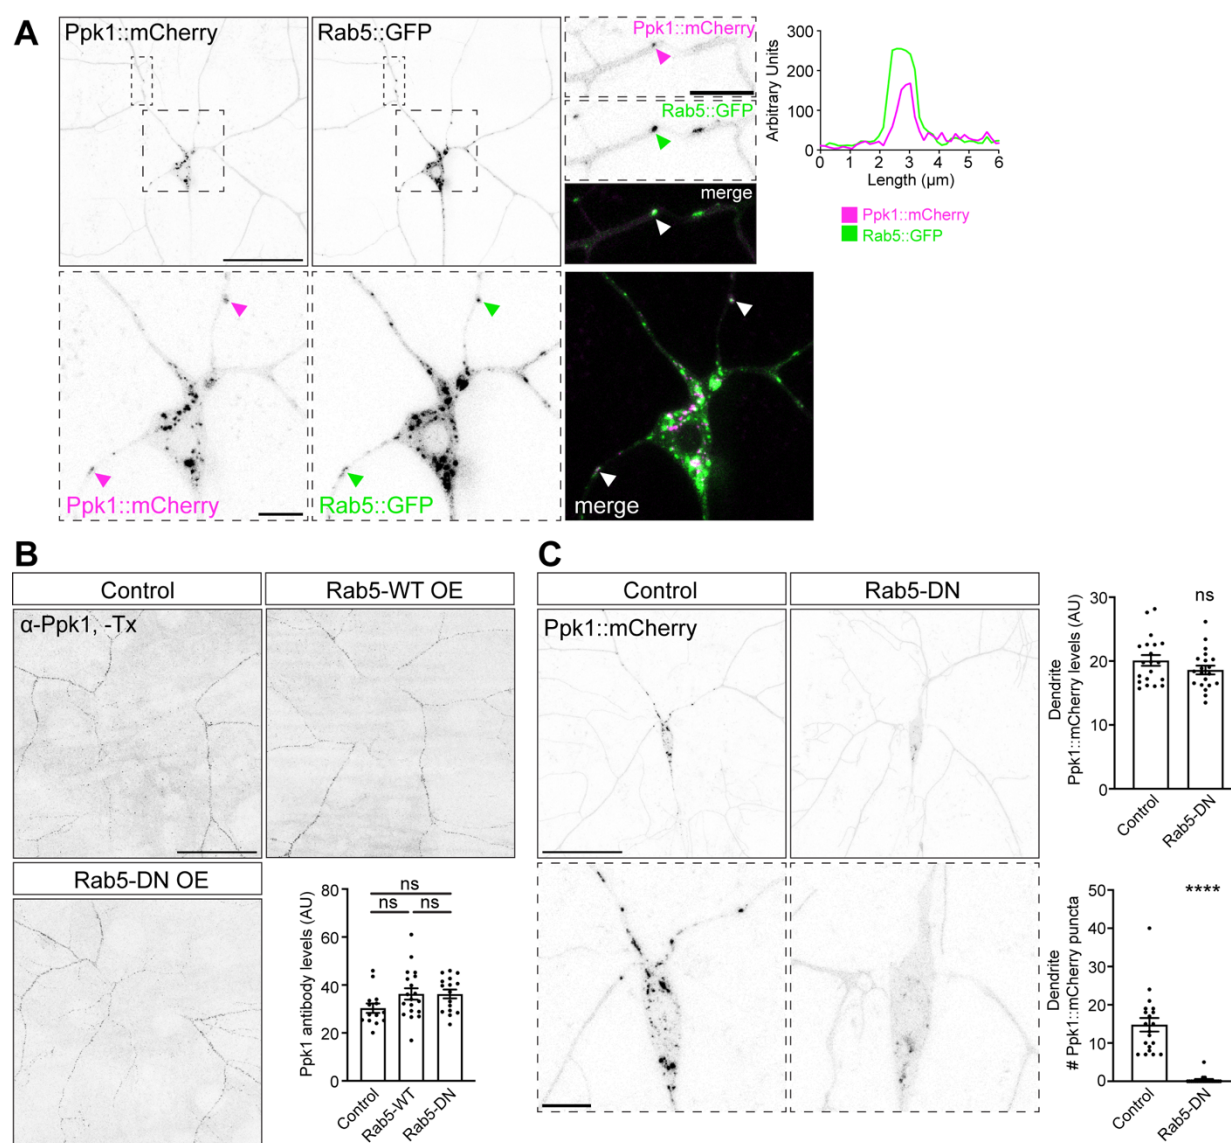 A
Ppk1::mCherry
Rab5::GFP
Ppk1::mCherry
Rab5::GFP
merge
Arbitrary Units
300
200
100
0
0 1 2 3 4 5 6
Length (µm)
Ppk1::mCherry
Rab5::GFP
Ppk1::mCherry
Rab5::GFP
merge
B
Control
Rab5-WT OE
α-Ppk1, -Tx
Rab5-DN OE
Ppk1 antibody levels (AU)
80
60
40
20
0
ns
ns ns
Control
Rab5-WT
Rab5-DN
C
Control
Rab5-DN
Ppk1::mCherry
Dendrite
Ppk1::mCherry levels (AU)
30
20
10
0
ns
Control
Rab5-DN
Dendrite
# Ppk1::mCherry puncta
50
40
30
20
10
0
****
Control
Rab5-DN